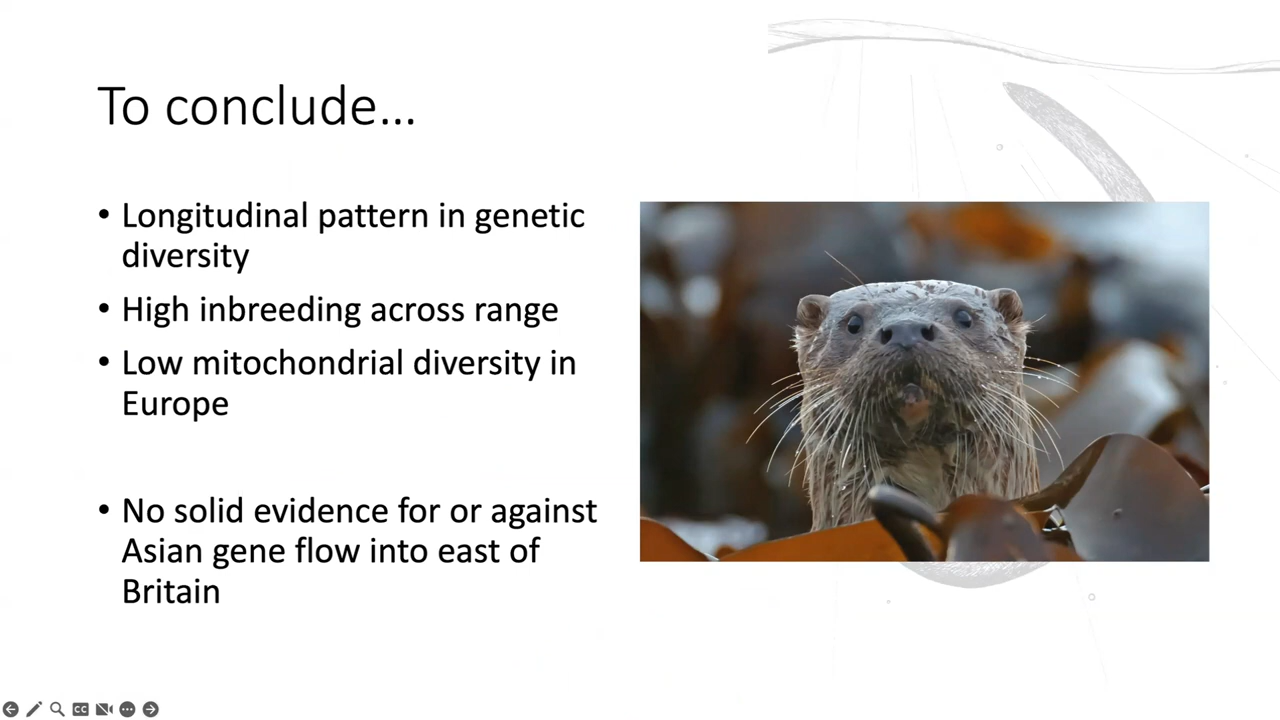 To conclude...
• Longitudinal pattern in genetic
diversity
• High inbreeding across range
• Low mitochondrial diversity in
Europe
• No solid evidence for or against
Asian gene flow into east of
Britain
CC